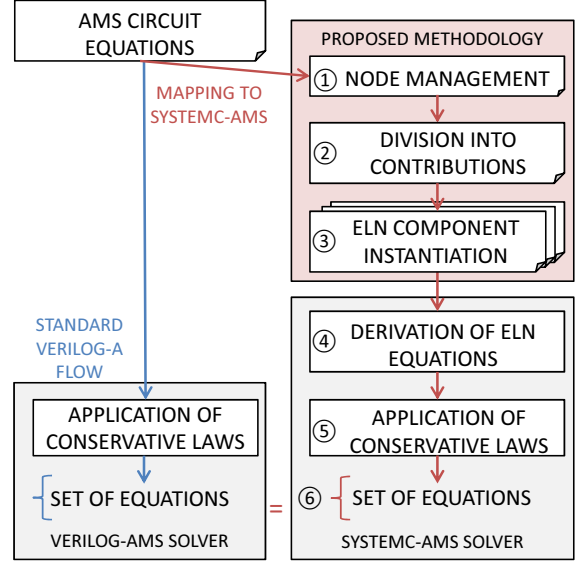 AMS CIRCUIT
EQUATIONS
PROPOSED METHODOLOGY
① NODE MANAGEMENT
MAPPING TO
SYSTEMC-AMS
② DIVISION INTO
CONTRIBUTIONS
③ ELN COMPONENT
INSTANTIATION
STANDARD
VERILOG-A
FLOW
④ DERIVATION OF ELN
EQUATIONS
APPLICATION OF
CONSERVATIVE LAWS
⑤ APPLICATION OF
CONSERVATIVE LAWS
SET OF EQUATIONS
=
⑥ SET OF EQUATIONS
VERILOG-AMS SOLVER
SYSTEMC-AMS SOLVER